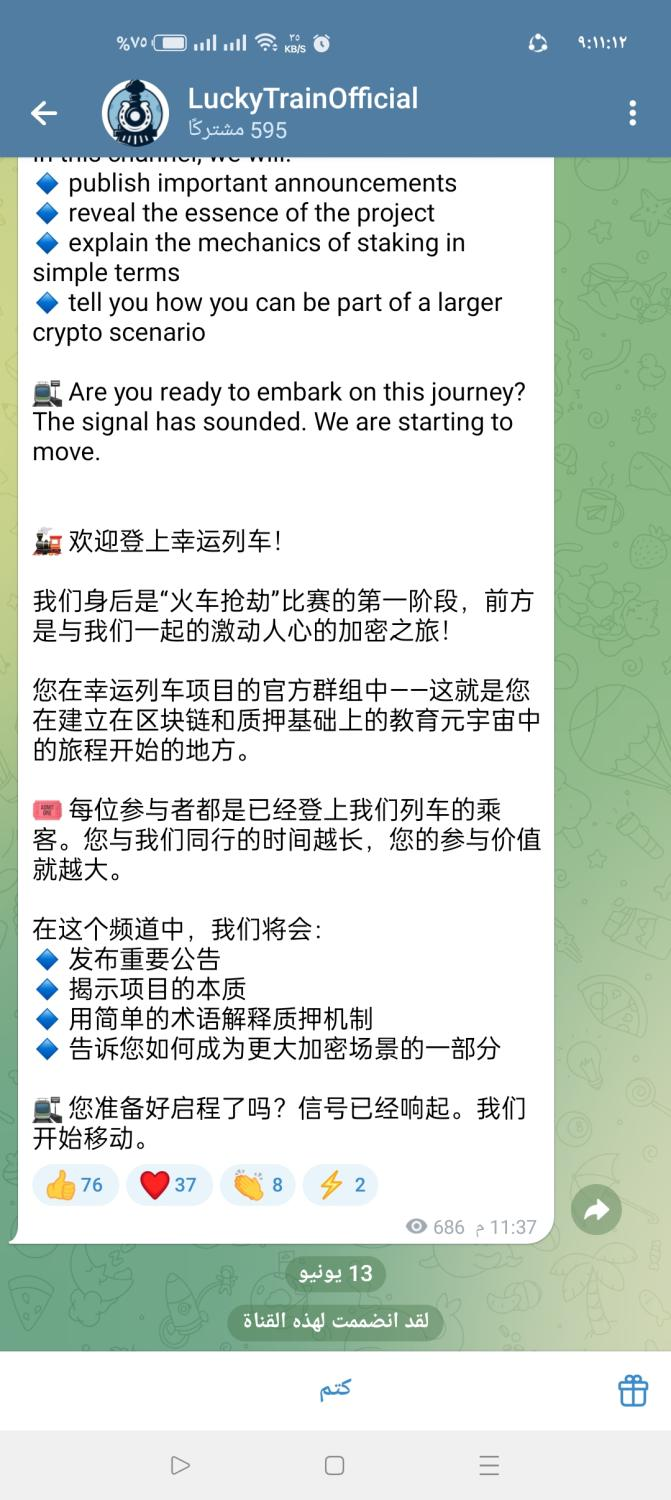 %٧٥ ٣٥ KB/S ٩:١١:١٢
LuckyTrainOfficial
595 مشتركًا
in this channel, we will:
🔷 publish important announcements
🔷 reveal the essence of the project
🔷 explain the mechanics of staking in
simple terms
🔷 tell you how you can be part of a larger
crypto scenario
🚉 Are you ready to embark on this journey?
The signal has sounded. We are starting to
move.
🚂 欢迎登上幸运列车！
我们身后是“火车抢劫”比赛的第一阶段，前方
是与我们一起的激动人心的加密之旅！
您在幸运列车项目的官方群组中——这就是您
在建立在区块链和质押基础上的教育元宇宙中
的旅程开始的地方。
🎟 每位参与者都是已经登上我们列车的乘
客。您与我们同行的时间越长，您的参与价值
就越大。
在这个频道中，我们将会：
🔷 发布重要公告
🔷 揭示项目的本质
🔷 用简单的术语解释质押机制
🔷 告诉您如何成为更大加密场景的一部分
🚉 您准备好启程了吗？信号已经响起。我们
开始移动。
👍 76 ❤️ 37 👏 8 ⚡ 2
686 11:37 م
13 يونيو
لقد انضممت لهذه القناة
كتم